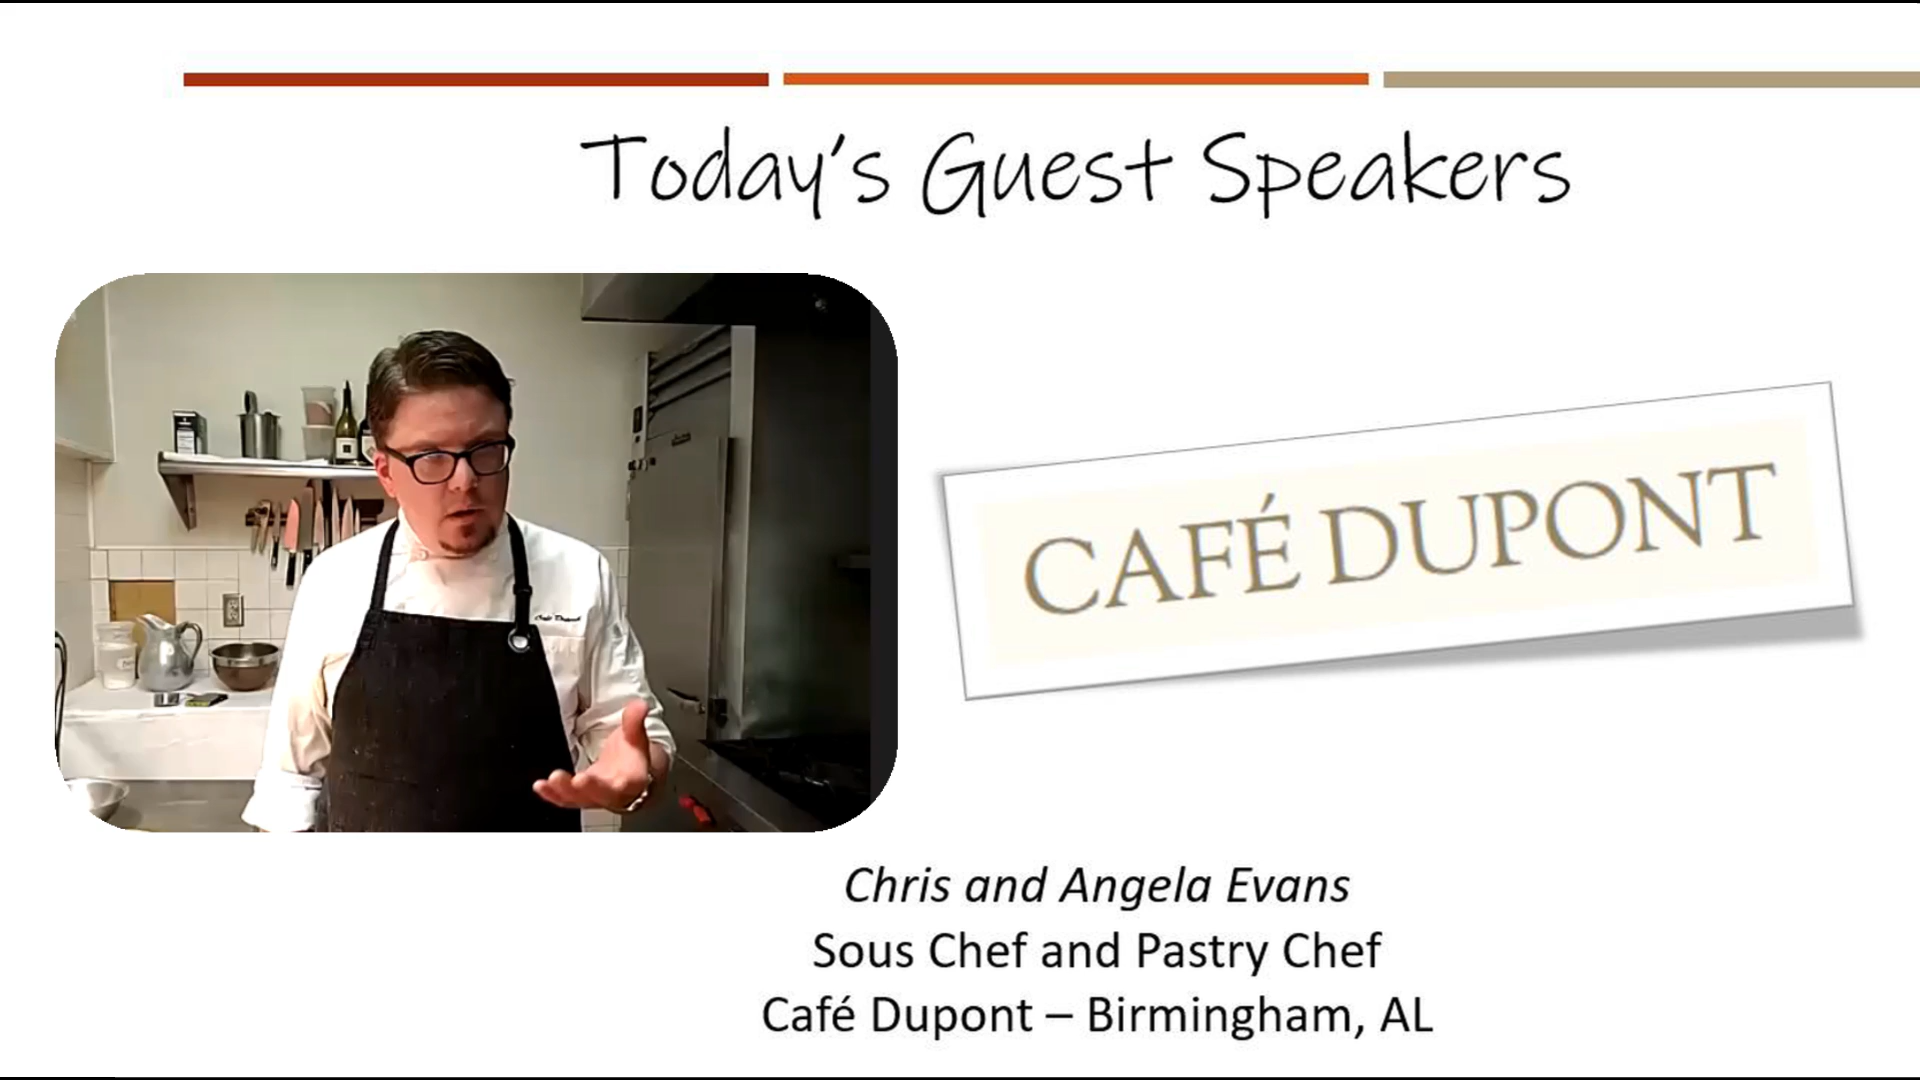 Today's Guest Speakers
CAFÉ DUPONT
Chris and Angela Evans
Sous Chef and Pastry Chef
Café Dupont – Birmingham, AL